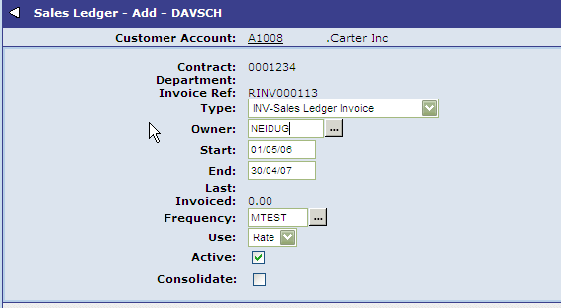 Sales Ledger - Add - DAVSCH
Customer Account: A1008 .Carter Inc
Contract: 0001234
Department:
Invoice Ref: RINV000113
Type: INV-Sales Ledger Invoice
Owner: NEIDUG ...
Start: 01/05/06
End: 30/04/07
Last
Invoiced: 0.00
Frequency: MTEST ...
Use: Rate
Active:
Consolidate: